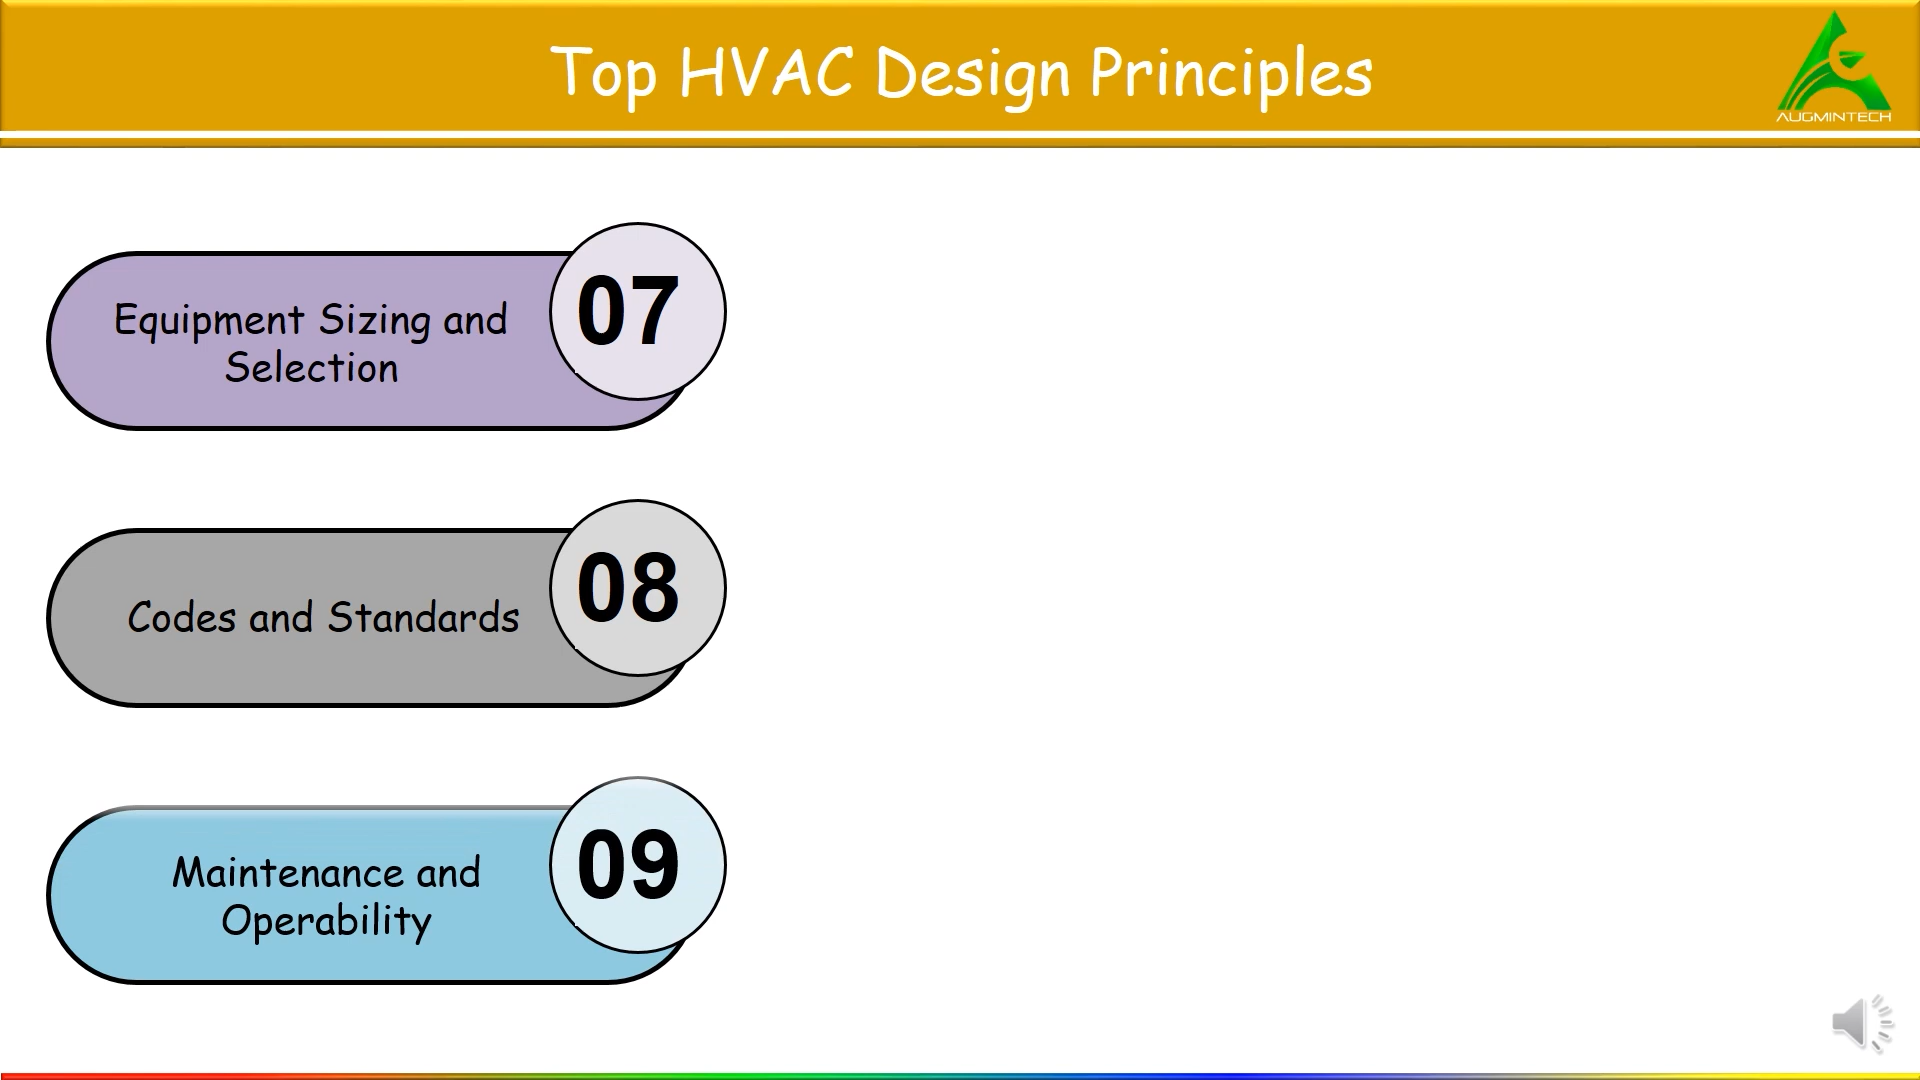 Top HVAC Design Principles
AUGMINTECH
07
Equipment Sizing and
Selection
08
Codes and Standards
09
Maintenance and
Operability